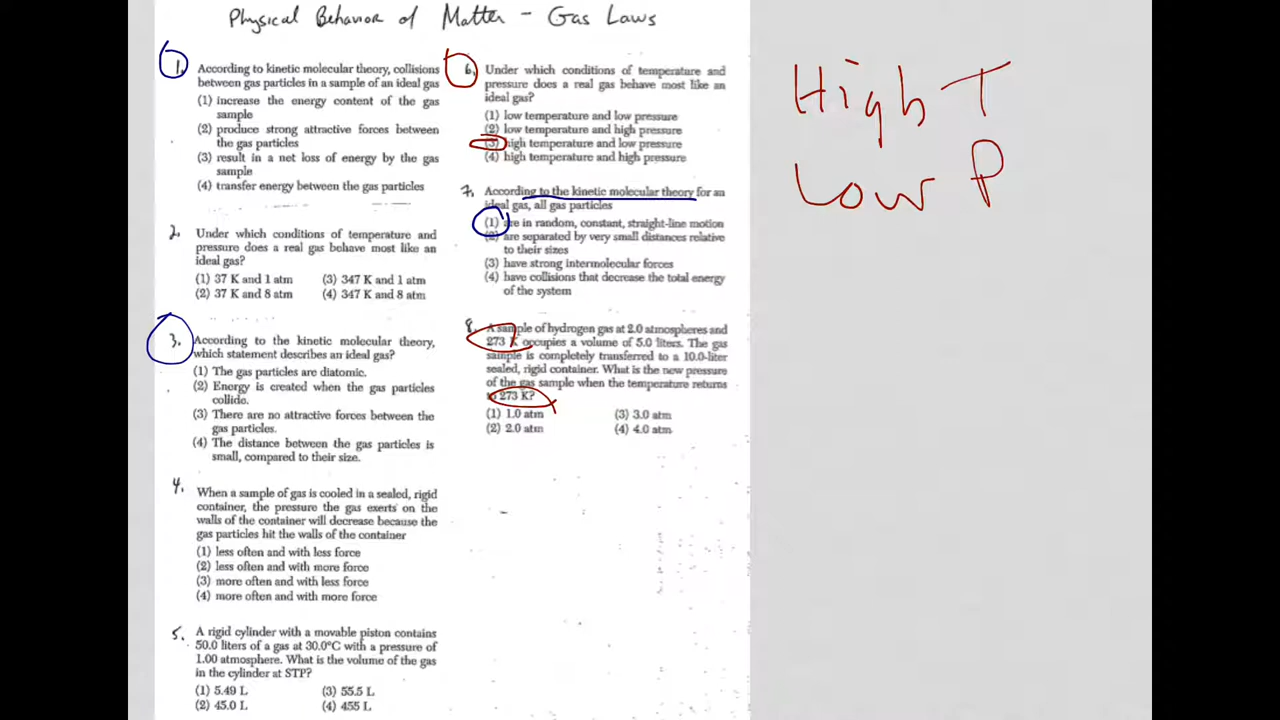 Physical Behavior of Matter - Gas Laws
1. According to kinetic molecular theory, collisions
between gas particles in a sample of an ideal gas
(1) increase the energy content of the gas
sample
(2) produce strong attractive forces between
the gas particles
(3) result in a net loss of energy by the gas
sample
(4) transfer energy between the gas particles
2. Under which conditions of temperature and
pressure does a real gas behave most like an
ideal gas?
(1) 37 K and 1 atm (3) 347 K and 1 atm
(2) 37 K and 8 atm (4) 347 K and 8 atm
3. According to the kinetic molecular theory,
which statement describes an ideal gas?
(1) The gas particles are diatomic.
(2) Energy is created when the gas particles
collide.
(3) There are no attractive forces between the
gas particles.
(4) The distance between the gas particles is
small, compared to their size.
4. When a sample of gas is cooled in a sealed, rigid
container, the pressure the gas exerts on the
walls of the container will decrease because the
gas particles hit the walls of the container
(1) less often and with less force
(2) less often and with more force
(3) more often and with less force
(4) more often and with more force
5. A rigid cylinder with a movable piston contains
50.0 liters of a gas at 30.0°C with a pressure of
1.00 atmosphere. What is the volume of the gas
in the cylinder at STP?
(1) 5.49 L (3) 55.5 L
(2) 45.0 L (4) 455 L
6. Under which conditions of temperature and
pressure does a real gas behave most like an
ideal gas?
(1) low temperature and low pressure
(2) low temperature and high pressure
(3) high temperature and low pressure
(4) high temperature and high pressure
7. According to the kinetic molecular theory for an
ideal gas, all gas particles
(1) are in random, constant, straight-line motion
(2) are separated by very small distances relative
to their sizes
(3) have strong intermolecular forces
(4) have collisions that decrease the total energy
of the system
8. A sample of hydrogen gas at 2.0 atmospheres and
273 K occupies a volume of 5.0 liters. The gas
sample is completely transferred to a 10.0-liter
sealed, rigid container. What is the new pressure
of the gas sample when the temperature returns
to 273 K?
(1) 1.0 atm (3) 3.0 atm
(2) 2.0 atm (4) 4.0 atm
High T
Low P